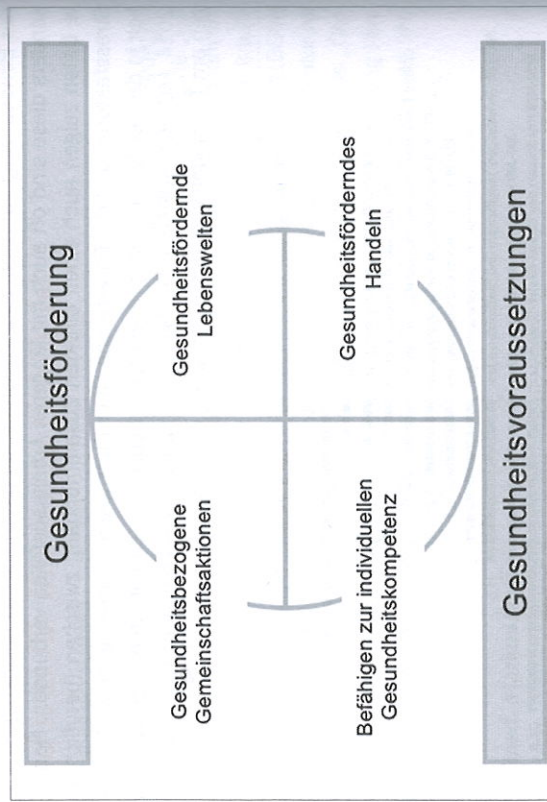 Gesundheitsförderung
Gesundheitsbezogene
Gemeinschaftsaktionen
Gesundheitsfördernde
Lebenswelten
Befähigen zur individuellen
Gesundheitskompetenz
Gesundheitsförderndes
Handeln
Gesundheitsvoraussetzungen